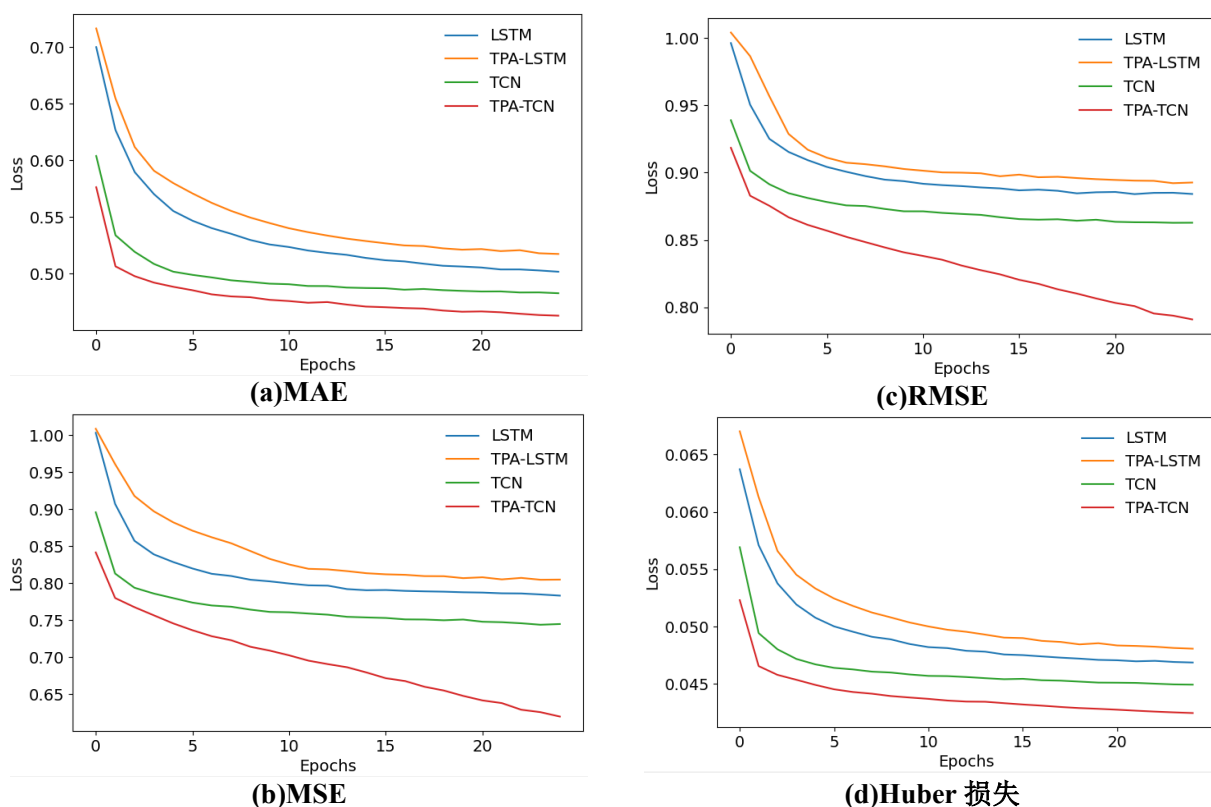 0.70
0.65
0.60
0.55
0.50
Loss
0
5
10
15
20
Epochs
LSTM
TPA-LSTM
TCN
TPA-TCN
(a)MAE
1.00
0.95
0.90
0.85
0.80
Loss
0
5
10
15
20
Epochs
LSTM
TPA-LSTM
TCN
TPA-TCN
(c)RMSE
1.00
0.95
0.90
0.85
0.80
0.75
0.70
0.65
Loss
0
5
10
15
20
Epochs
LSTM
TPA-LSTM
TCN
TPA-TCN
(b)MSE
0.065
0.060
0.055
0.050
0.045
Loss
0
5
10
15
20
Epochs
LSTM
TPA-LSTM
TCN
TPA-TCN
(d)Huber 损失